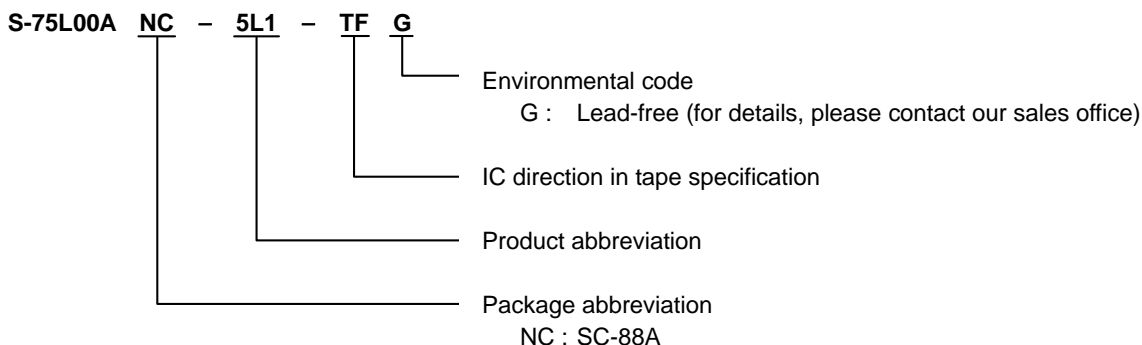 S-75L00A NC – 5L1 – TF G
Environmental code
G : Lead-free (for details, please contact our sales office)
IC direction in tape specification
Product abbreviation
Package abbreviation
NC : SC-88A